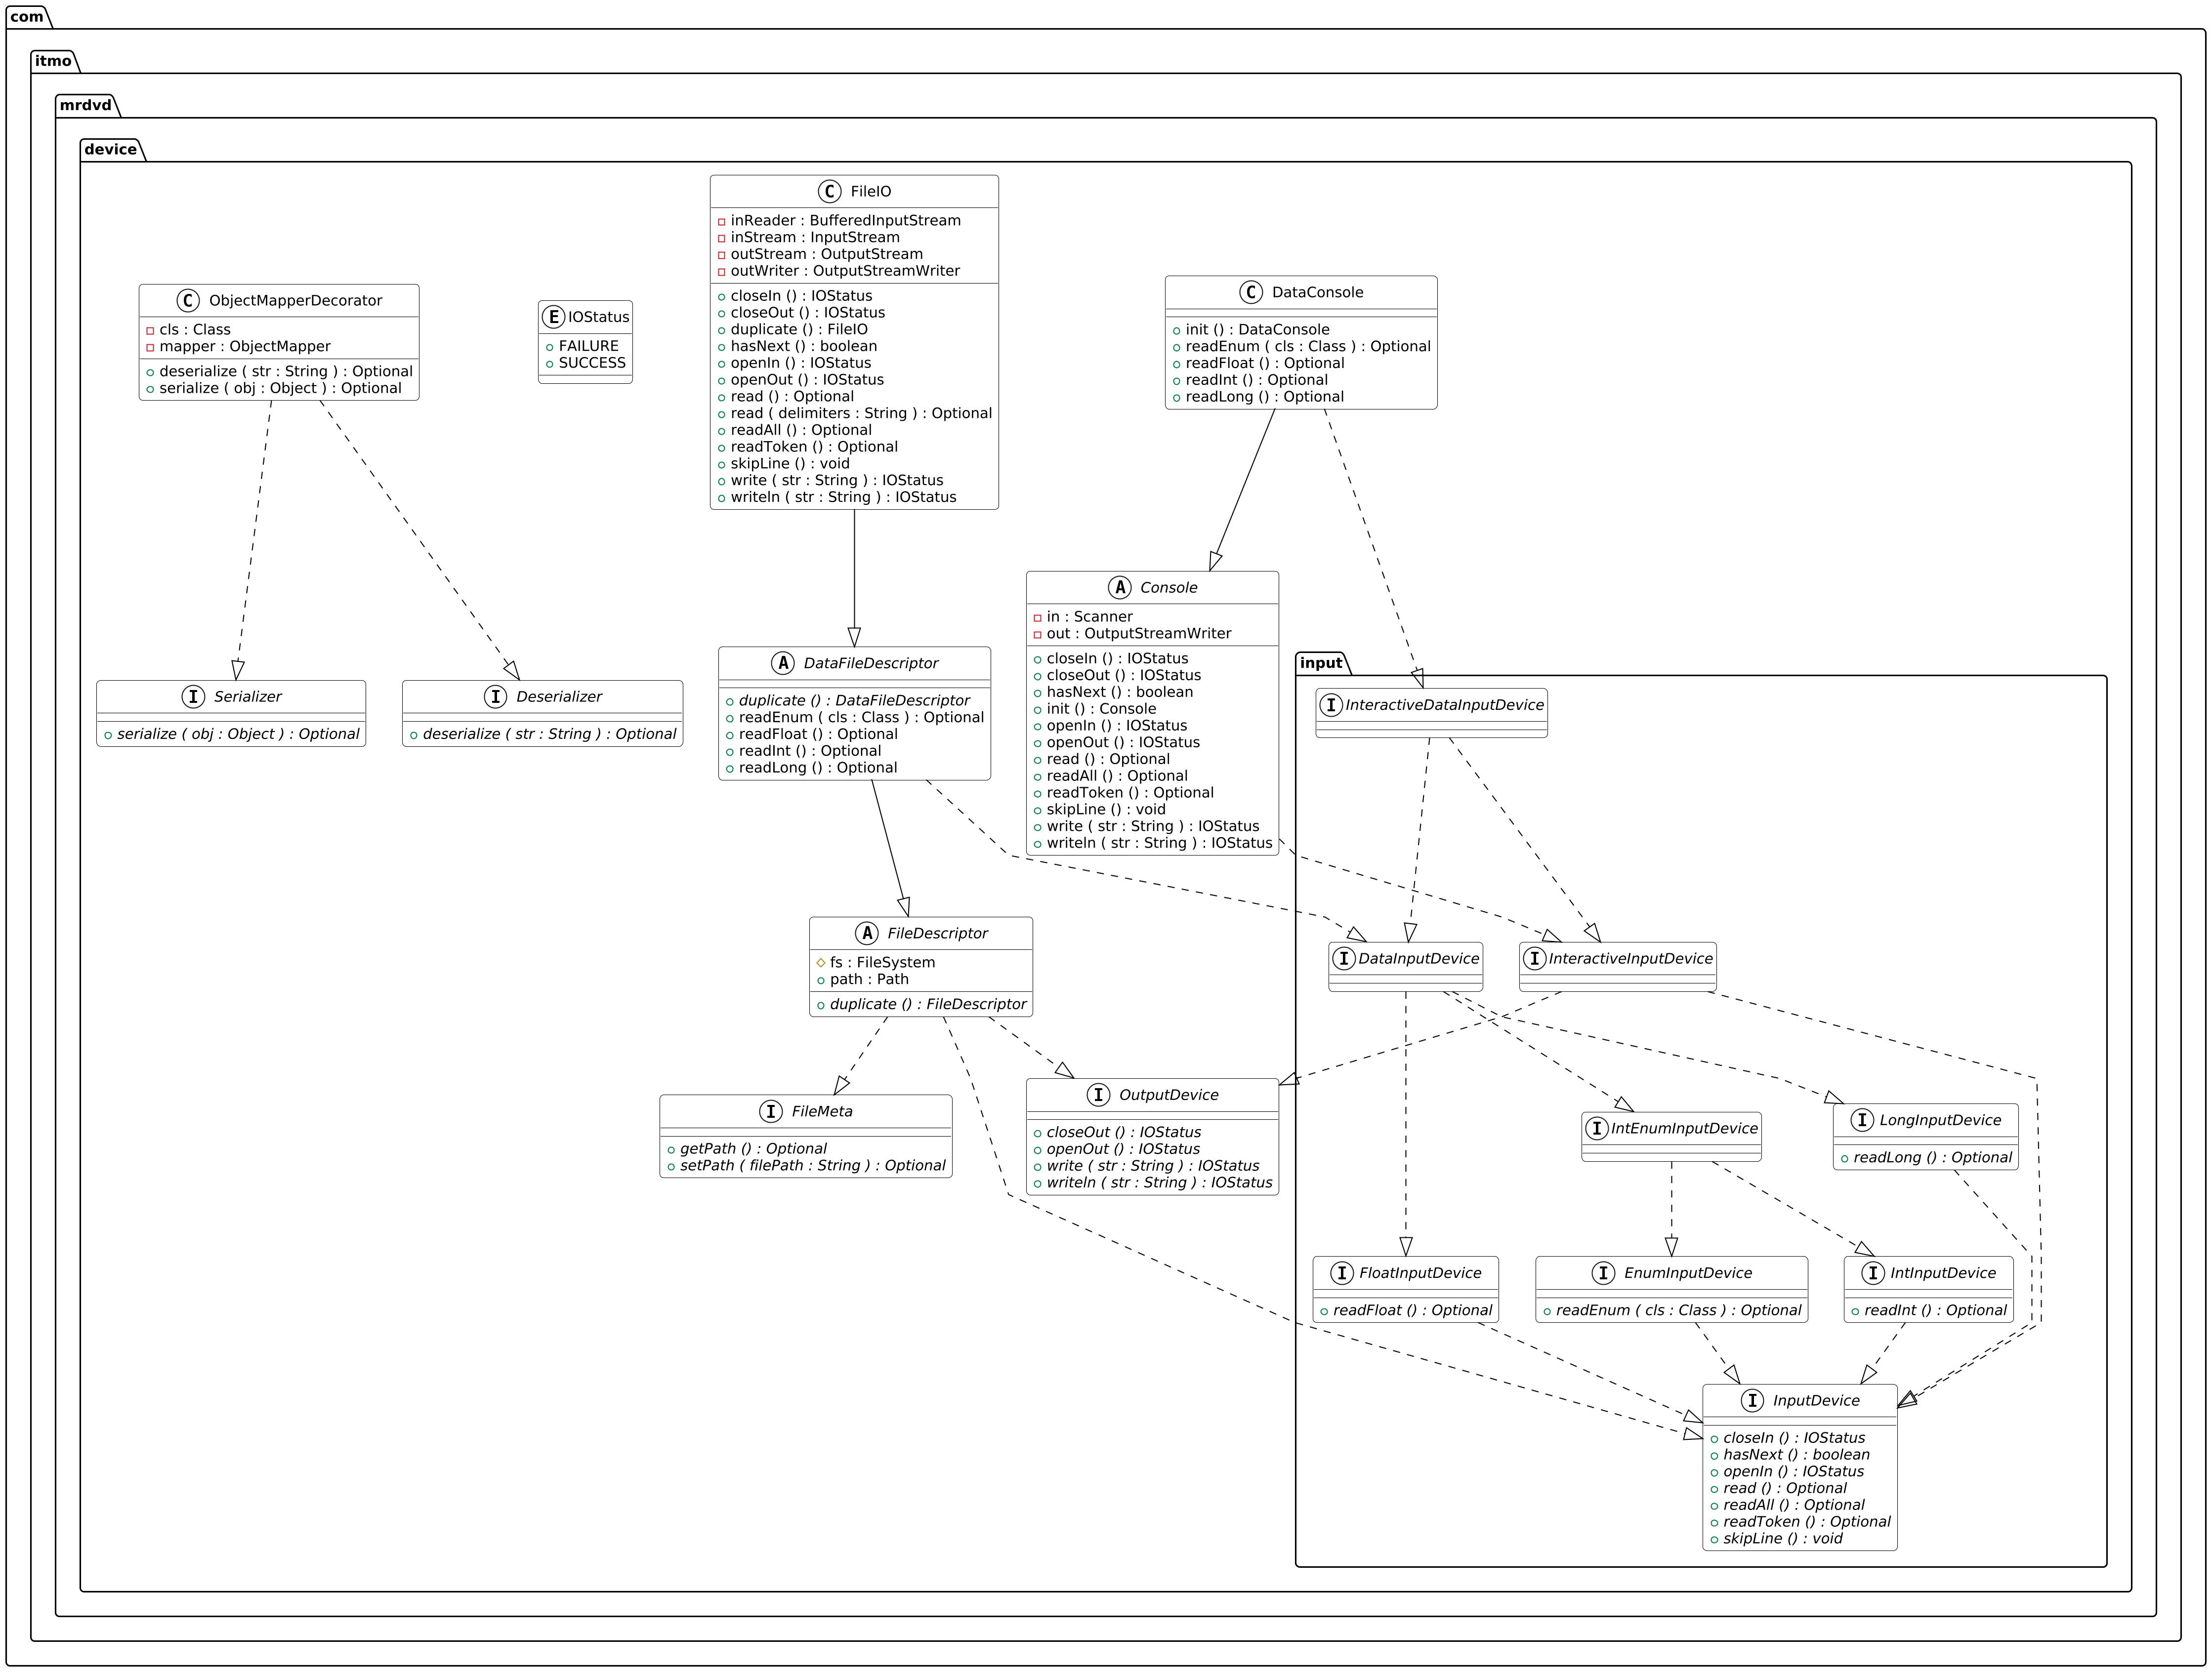 com
itmo
mrdvd
device
C FileIO
inReader : BufferedInputStream
inStream : InputStream
outStream : OutputStream
outWriter : OutputStreamWriter
closeIn () : IOStatus
closeOut () : IOStatus
duplicate () : FileIO
hasNext () : boolean
openIn () : IOStatus
openOut () : IOStatus
read () : Optional
read ( delimiters : String ) : Optional
readAll () : Optional
readToken () : Optional
skipLine () : void
write ( str : String ) : IOStatus
writeln ( str : String ) : IOStatus
C ObjectMapperDecorator
cls : Class
mapper : ObjectMapper
deserialize ( str : String ) : Optional
serialize ( obj : Object ) : Optional
E IOStatus
FAILURE
SUCCESS
C DataConsole
init () : DataConsole
readEnum ( cls : Class ) : Optional
readFloat () : Optional
readInt () : Optional
readLong () : Optional
A Console
in : Scanner
out : OutputStreamWriter
closeIn () : IOStatus
closeOut () : IOStatus
hasNext () : boolean
init () : Console
openIn () : IOStatus
openOut () : IOStatus
read () : Optional
readAll () : Optional
readToken () : Optional
skipLine () : void
write ( str : String ) : IOStatus
writeln ( str : String ) : IOStatus
I Serializer
serialize ( obj : Object ) : Optional
I Deserializer
deserialize ( str : String ) : Optional
A DataFileDescriptor
duplicate () : DataFileDescriptor
readEnum ( cls : Class ) : Optional
readFloat () : Optional
readInt () : Optional
readLong () : Optional
input
I InteractiveDataInputDevice
A FileDescriptor
fs : FileSystem
path : Path
duplicate () : FileDescriptor
I DataInputDevice
I InteractiveInputDevice
I FileMeta
getPath () : Optional
setPath ( filePath : String ) : Optional
I OutputDevice
closeOut () : IOStatus
openOut () : IOStatus
write ( str : String ) : IOStatus
writeln ( str : String ) : IOStatus
I IntEnumInputDevice
I LongInputDevice
readLong () : Optional
I FloatInputDevice
readFloat () : Optional
I EnumInputDevice
readEnum ( cls : Class ) : Optional
I IntInputDevice
readInt () : Optional
I InputDevice
closeIn () : IOStatus
hasNext () : boolean
openIn () : IOStatus
read () : Optional
readAll () : Optional
readToken () : Optional
skipLine () : void